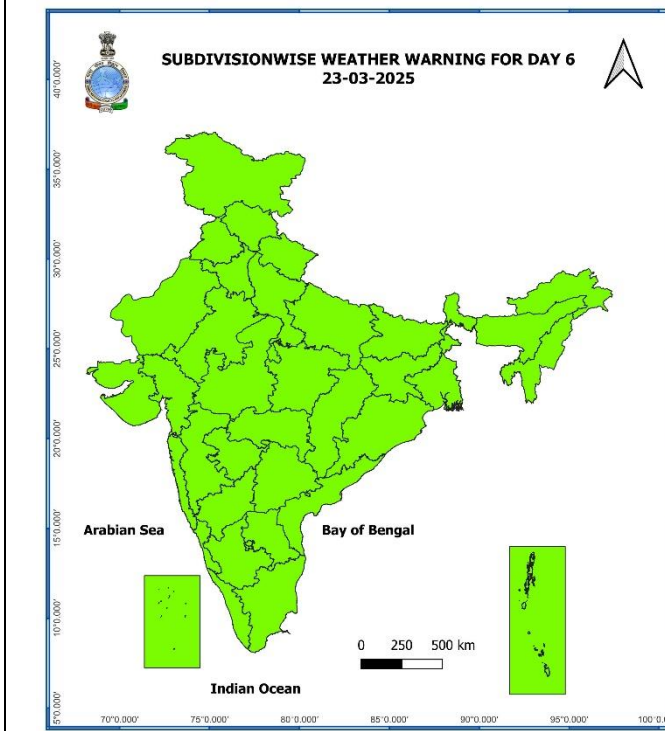 SUBDIVISIONWISE WEATHER WARNING FOR DAY 6
23-03-2025
40°0.000'
35°0.000'
30°0.000'
25°0.000'
20°0.000'
15°0.000'
10°0.000'
5°0.000'
Arabian Sea
Bay of Bengal
0 250 500 km
Indian Ocean
70°0.000' 75°0.000' 80°0.000' 85°0.000' 90°0.000' 95°0.000' 100°0.0